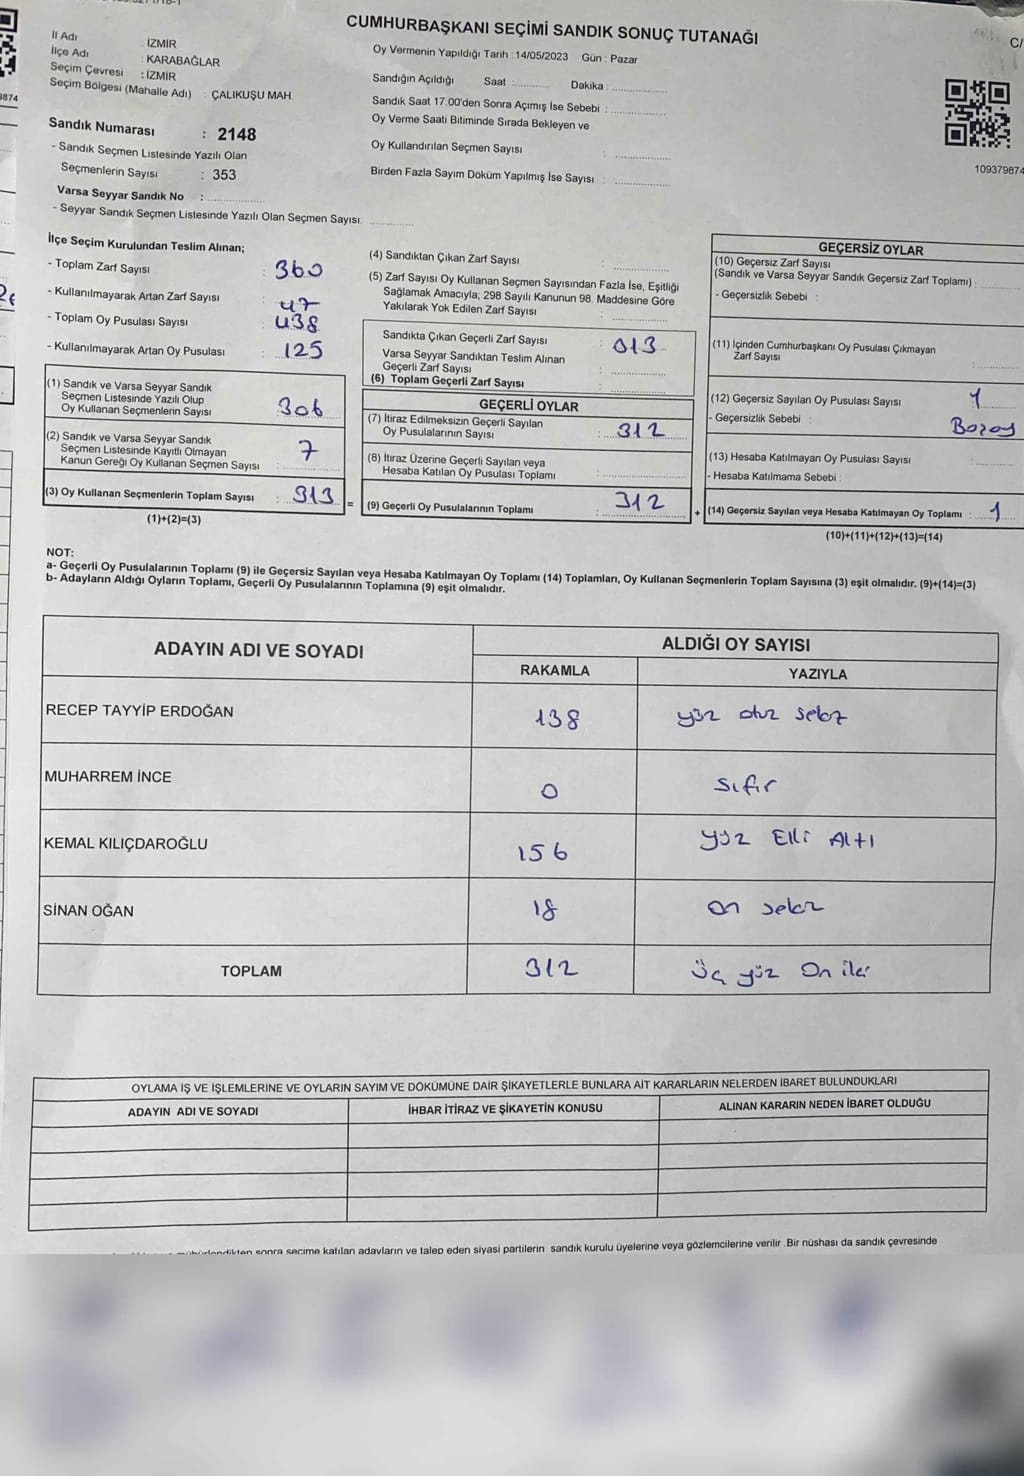 CUMHURBAŞKANI SEÇİMİ SANDIK SONUÇ TUTANAĞI
C/
İl Adı : İZMİR
İlçe Adı : KARABAĞLAR
Seçim Çevresi : İZMİR
Seçim Bölgesi (Mahalle Adı) : ÇALIKUŞU MAH.
Sandık Numarası : 2148
- Sandık Seçmen Listesinde Yazılı Olan
Seçmenlerin Sayısı : 353
Varsa Seyyar Sandık No :
- Seyyar Sandık Seçmen Listesinde Yazılı Olan Seçmen Sayısı:
Oy Vermenin Yapıldığı Tarih : 14/05/2023 Gün : Pazar
Sandığın Açıldığı Saat : Dakika :
Sandık Saat 17:00'den Sonra Açımış İse Sebebi :
Oy Verme Saati Bitiminde Sırada Bekleyen ve
Oy Kullandırılan Seçmen Sayısı :
Birden Fazla Sayım Döküm Yapılmış İse Sayısı :
9874
109379874
İlçe Seçim Kurulundan Teslim Alınan;
- Toplam Zarf Sayısı : 360
- Kullanılmayarak Artan Zarf Sayısı : 47
- Toplam Oy Pusulası Sayısı : 438
- Kullanılmayarak Artan Oy Pusulası : 125
(1) Sandık ve Varsa Seyyar Sandık
Seçmen Listesinde Yazılı Olup
Oy Kullanan Seçmenlerin Sayısı : 306
(2) Sandık ve Varsa Seyyar Sandık
Seçmen Listesinde Kayıtlı Olmayan
Kanun Gereği Oy Kullanan Seçmen Sayısı : 7
(3) Oy Kullanan Seçmenlerin Toplam Sayısı : 313 =
(1)+(2)=(3)
(4) Sandıktan Çıkan Zarf Sayısı :
(5) Zarf Sayısı Oy Kullanan Seçmen Sayısından Fazla İse, Eşitliği
Sağlamak Amacıyla; 298 Sayılı Kanunun 98. Maddesine Göre
Yakılarak Yok Edilen Zarf Sayısı :
Sandıkta Çıkan Geçerli Zarf Sayısı : 313
Varsa Seyyar Sandıktan Teslim Alınan
Geçerli Zarf Sayısı :
(6) Toplam Geçerli Zarf Sayısı :
GEÇERLİ OYLAR
(7) İtiraz Edilmeksizin Geçerli Sayılan
Oy Pusulalarının Sayısı : 312
(8) İtiraz Üzerine Geçerli Sayılan veya
Hesaba Katılan Oy Pusulası Toplamı :
(9) Geçerli Oy Pusulalarının Toplamı : 312 +
GEÇERSİZ OYLAR
(10) Geçersiz Zarf Sayısı
(Sandık ve Varsa Seyyar Sandık Geçersiz Zarf Toplamı) :
- Geçersizlik Sebebi :
(11) İçinden Cumhurbaşkanı Oy Pusulası Çıkmayan
Zarf Sayısı :
(12) Geçersiz Sayılan Oy Pusulası Sayısı : 1
- Geçersizlik Sebebi :
(13) Hesaba Katılmayan Oy Pusulası Sayısı :
- Hesaba Katılmama Sebebi :
(14) Geçersiz Sayılan veya Hesaba Katılmayan Oy Toplamı : 1
(10)+(11)+(12)+(13)=(14)
NOT:
a- Geçerli Oy Pusulalarının Toplamı (9) ile Geçersiz Sayılan veya Hesaba Katılmayan Oy Toplamı (14) Toplamları, Oy Kullanan Seçmenlerin Toplam Sayısına (3) eşit olmalıdır. (9)+(14)=(3)
b- Adayların Aldığı Oyların Toplamı, Geçerli Oy Pusulalarının Toplamına (9) eşit olmalıdır.
ADAYIN ADI VE SOYADI
ALDIĞI OY SAYISI
RAKAMLA YAZIYLA
RECEP TAYYİP ERDOĞAN 138 yüz otuz sekiz
MUHARREM İNCE 0 Sıfır
KEMAL KILIÇDAROĞLU 156 yüz Elli Altı
SİNAN OĞAN 18 on sekiz
TOPLAM 312 Üç yüz On iki
OYLAMA İŞ VE İŞLEMLERİNE VE OYLARIN SAYIM VE DÖKÜMÜNE DAİR ŞİKAYETLERLE BUNLARA AİT KARARLARIN NELERDEN İBARET BULUNDUKLARI
ADAYIN ADI VE SOYADI İHBAR İTİRAZ VE ŞİKAYETİN KONUSU ALINAN KARARIN NEDEN İBARET OLDUĞU
sonra seçime katılan adayların ve talep eden siyasi partilerin sandık kurulu üyelerine veya gözlemcilerine verilir. Bir nüshası da sandık çevresinde